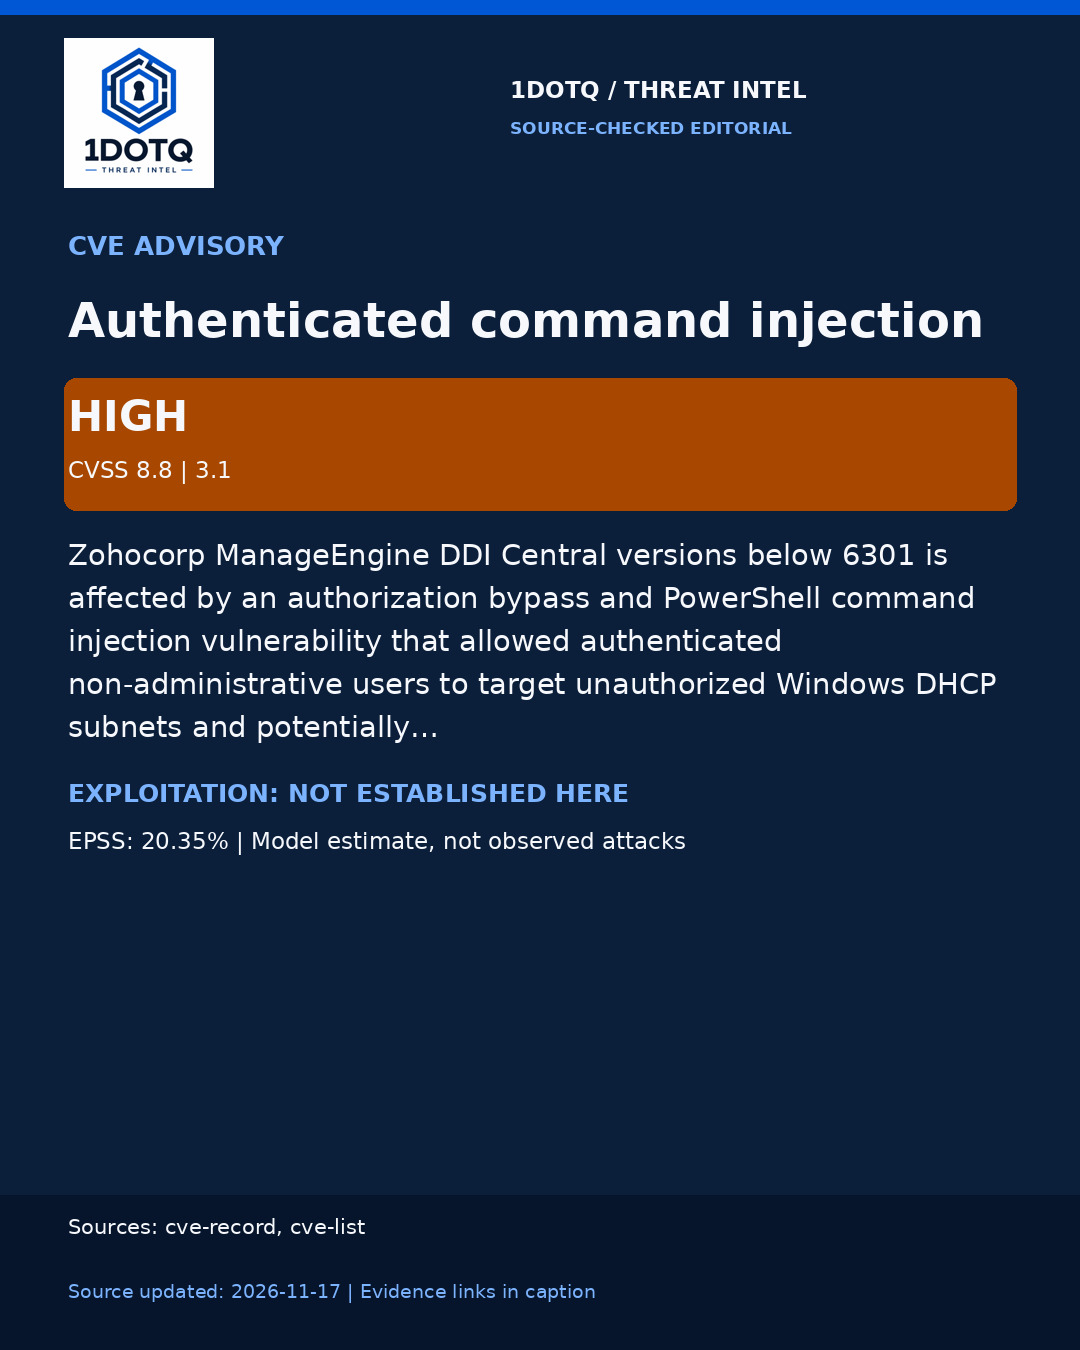 1DOTQ
THREAT INTEL
1DOTQ / THREAT INTEL
SOURCE-CHECKED EDITORIAL
CVE ADVISORY
Authenticated command injection
HIGH
CVSS 8.8 | 3.1
Zohocorp ManageEngine DDI Central versions below 6301 is
affected by an authorization bypass and PowerShell command
injection vulnerability that allowed authenticated
non-administrative users to target unauthorized Windows DHCP
subnets and potentially...
EXPLOITATION: NOT ESTABLISHED HERE
EPSS: 20.35% | Model estimate, not observed attacks
Sources: cve-record, cve-list
Source updated: 2026-11-17 | Evidence links in caption